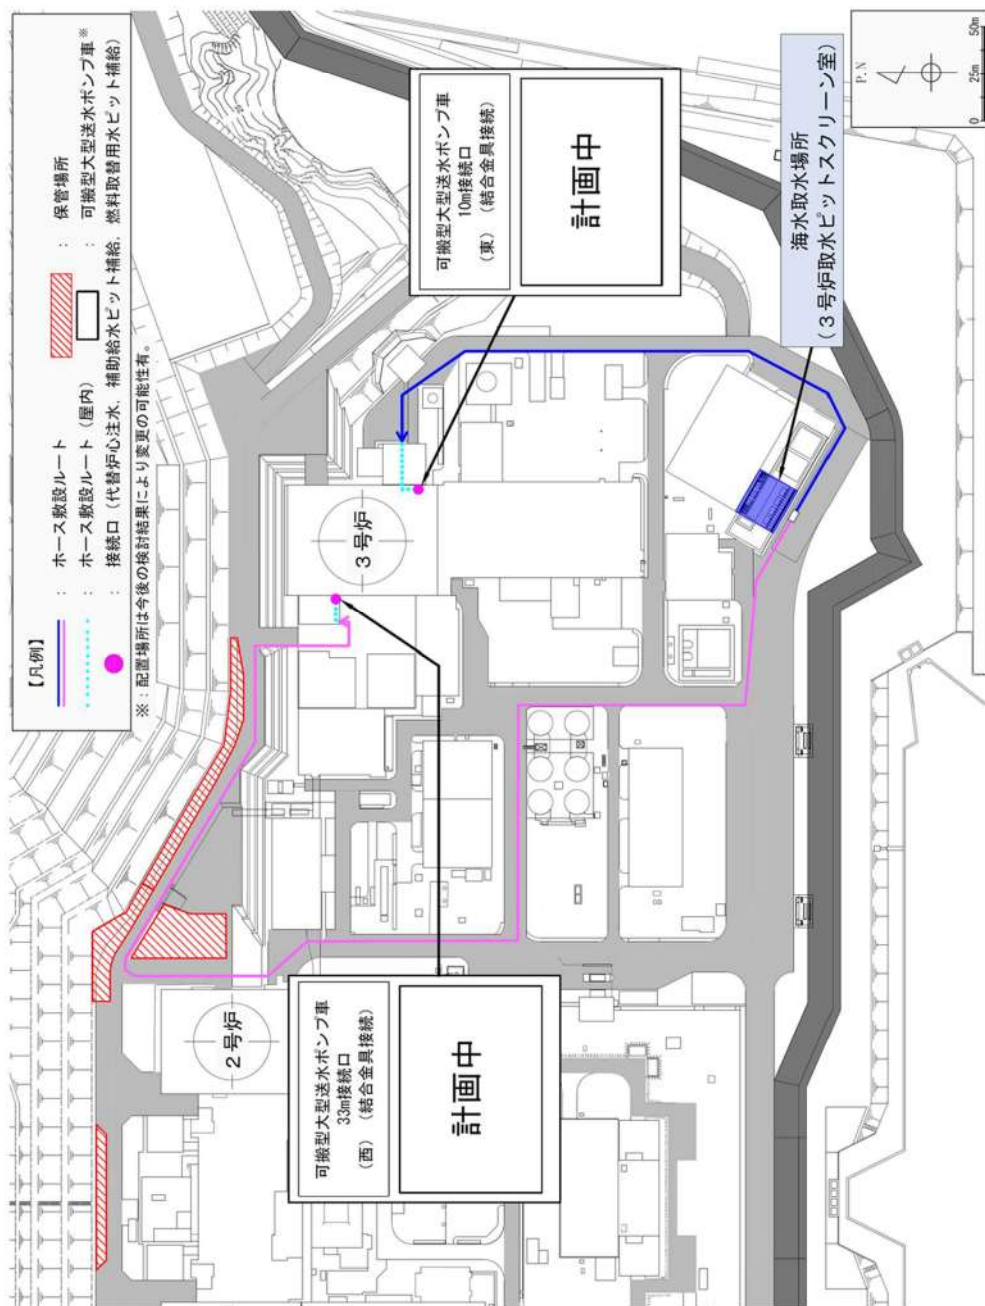 【凡例】
： ホース敷設ルート
： 保管場所
： ホース敷設ルート（屋内）
： 可搬型大型送水ポンプ車※
： 接続口（代替炉心注水，補助給水ピット補給，燃料取替用水ピット補給）
※：配置場所は今後の検討結果により変更の可能性有。
P.N
0 25m 50m
可搬型大型送水ポンプ車
10m接続口
（東）（結合金具接続）
計画中
海水取水場所
（３号炉取水ピットスクリーン室）
３号炉
２号炉
可搬型大型送水ポンプ車
33m接続口
（西）（結合金具接続）
計画中